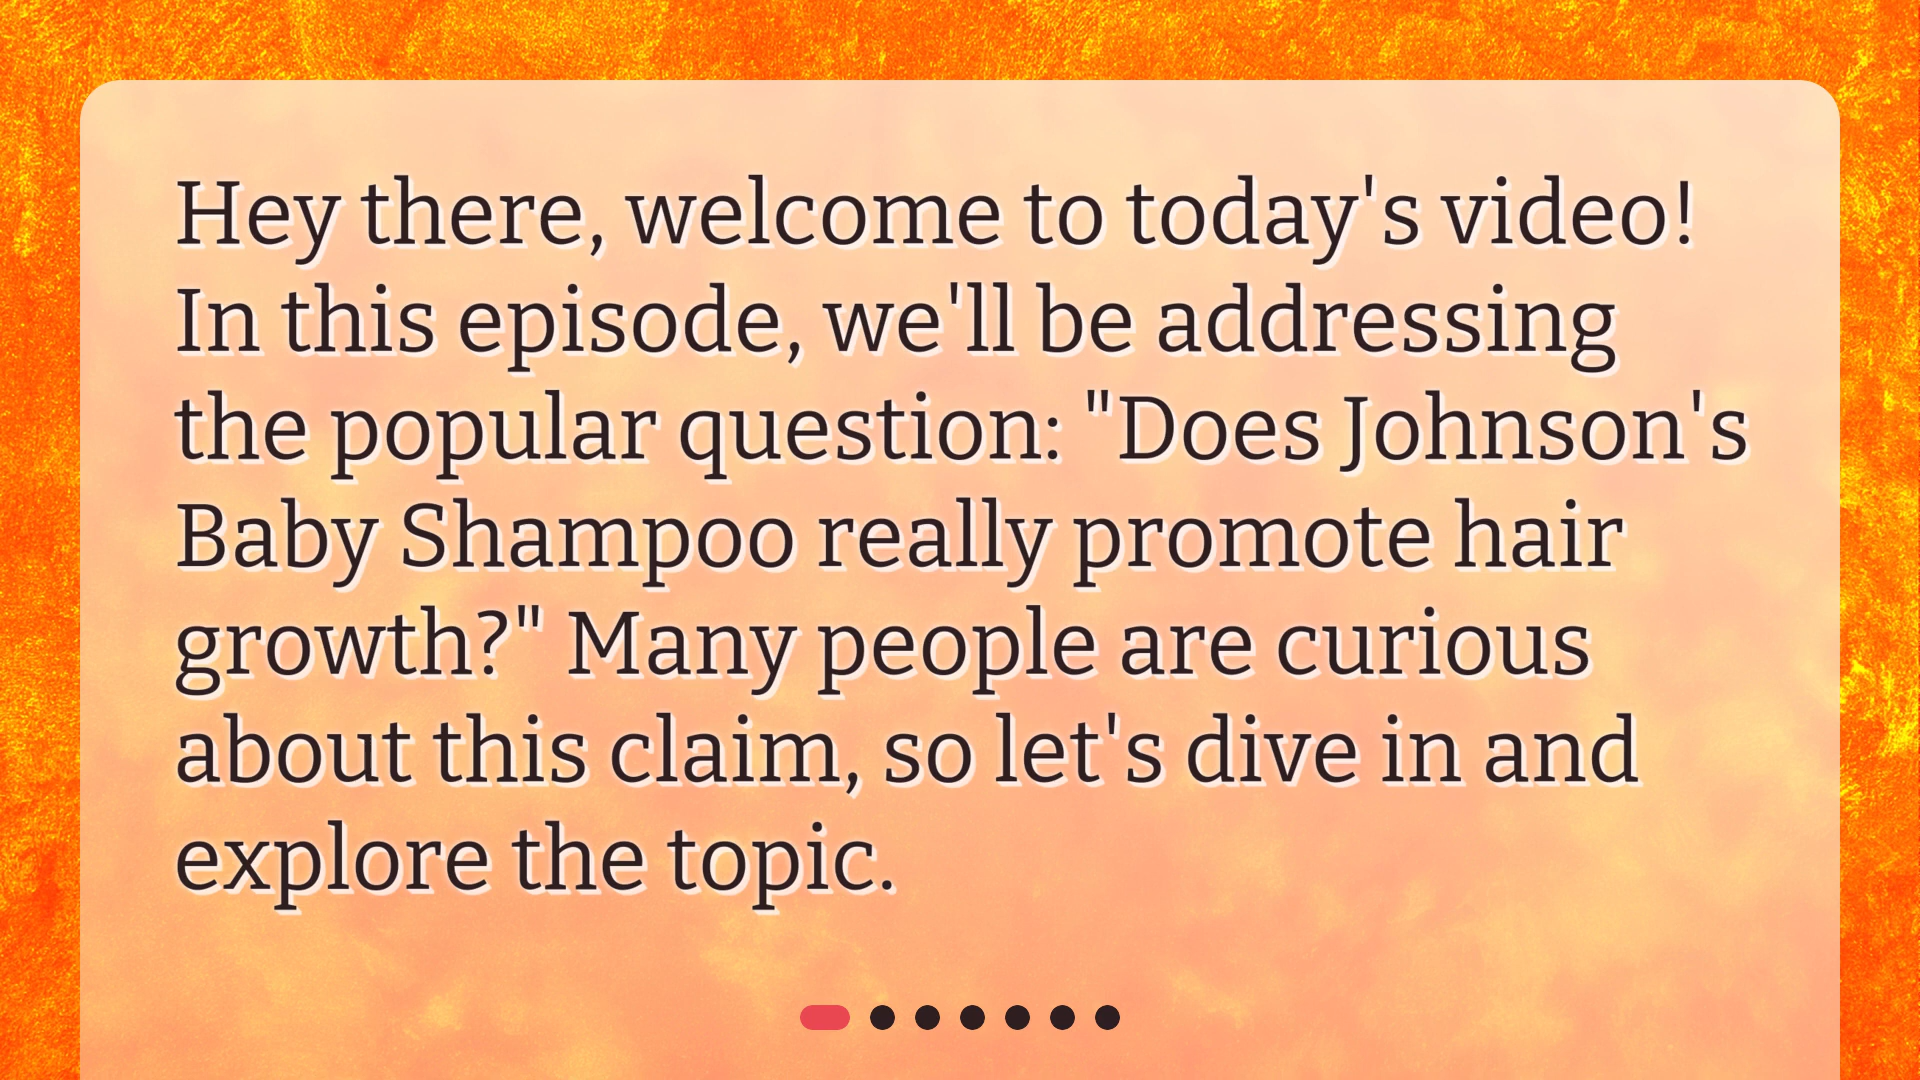 Hey there, welcome to today's video!
In this episode, we'll be addressing
the popular question: "Does Johnson's
Baby Shampoo really promote hair
growth?" Many people are curious
about this claim, so let's dive in and
explore the topic.